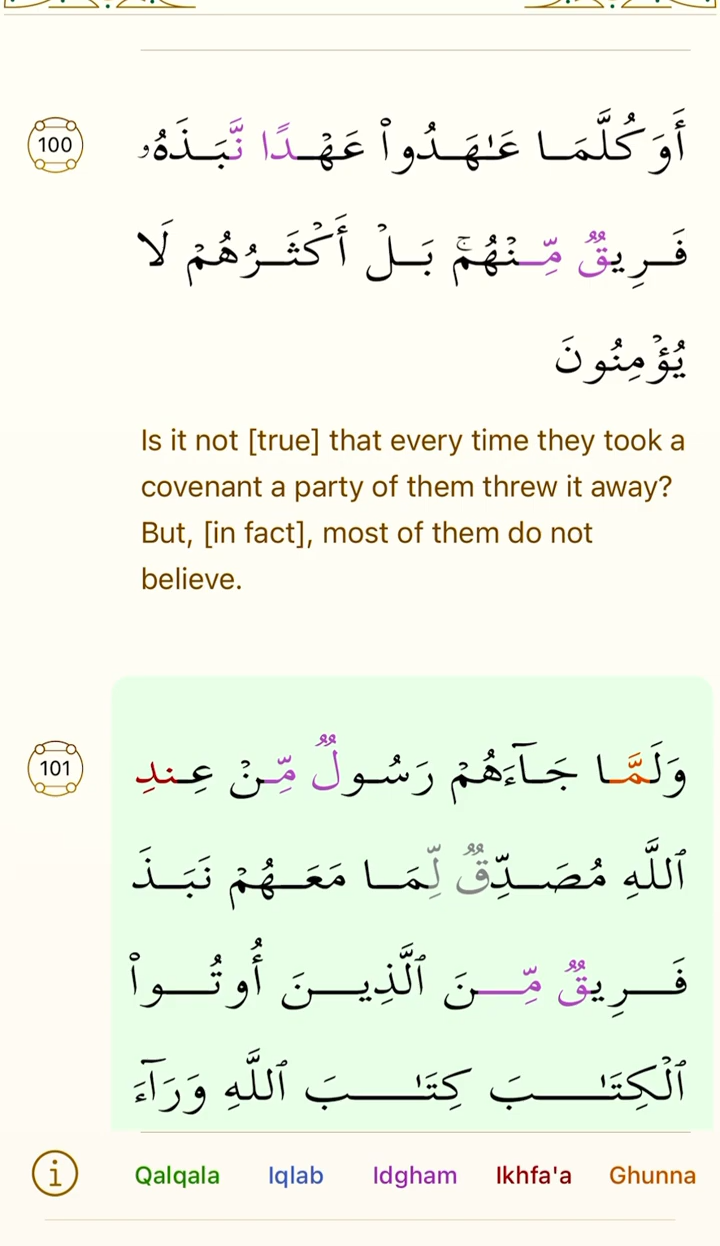 100
أَوَكُلَّمَا عَٰهَدُوا۟ عَهْدًا نَّبَذَهُۥ
فَرِيقٌ مِّنْهُمۚ بَلْ أَكْثَرُهُمْ لَا
يُؤْمِنُونَ
Is it not [true] that every time they took a
covenant a party of them threw it away?
But, [in fact], most of them do not
believe.
101
وَلَمَّا جَآءَهُمْ رَسُولٌ مِّنْ عِندِ
ٱللَّهِ مُصَدِّقٌ لِّمَا مَعَهُمْ نَبَذَ
فَرِيقٌ مِّنَ ٱلَّذِينَ أُوتُوا۟
ٱلْكِتَٰبَ كِتَٰبَ ٱللَّهِ وَرَآءَ
i Qalqala Iqlab Idgham Ikhfa'a Ghunna